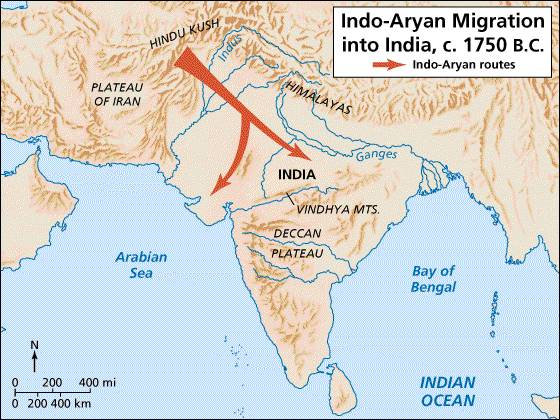 Indo-Aryan Migration
into India, c. 1750 B.C.
Indo-Aryan routes
HINDU KUSH
Indus
PLATEAU
OF IRAN
HIMALAYAS
Ganges
INDIA
VINDHYA MTS.
DECCAN
PLATEAU
Arabian
Sea
Bay of
Bengal
N
0 200 400 mi
0 200 400 km
INDIAN
OCEAN